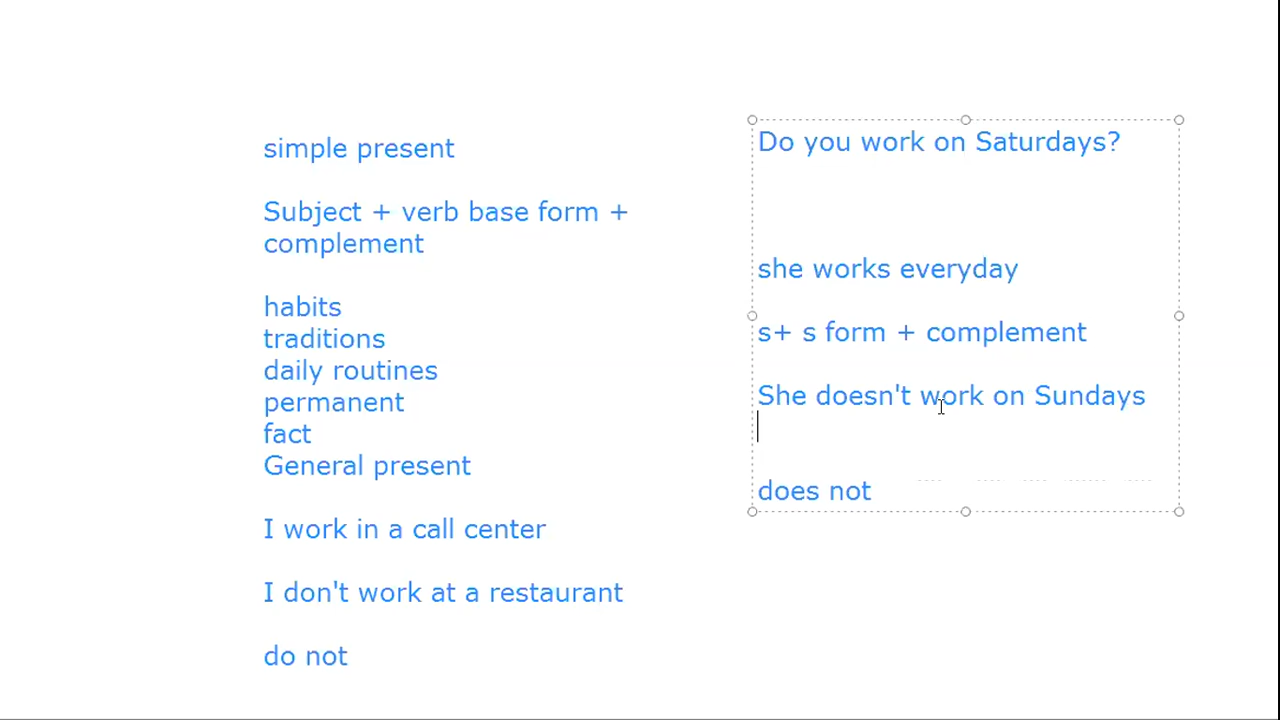 simple present
Subject + verb base form +
complement
habits
traditions
daily routines
permanent
fact
General present
I work in a call center
I don't work at a restaurant
do not
Do you work on Saturdays?
she works everyday
s+ s form + complement
She doesn't work on Sundays
does not